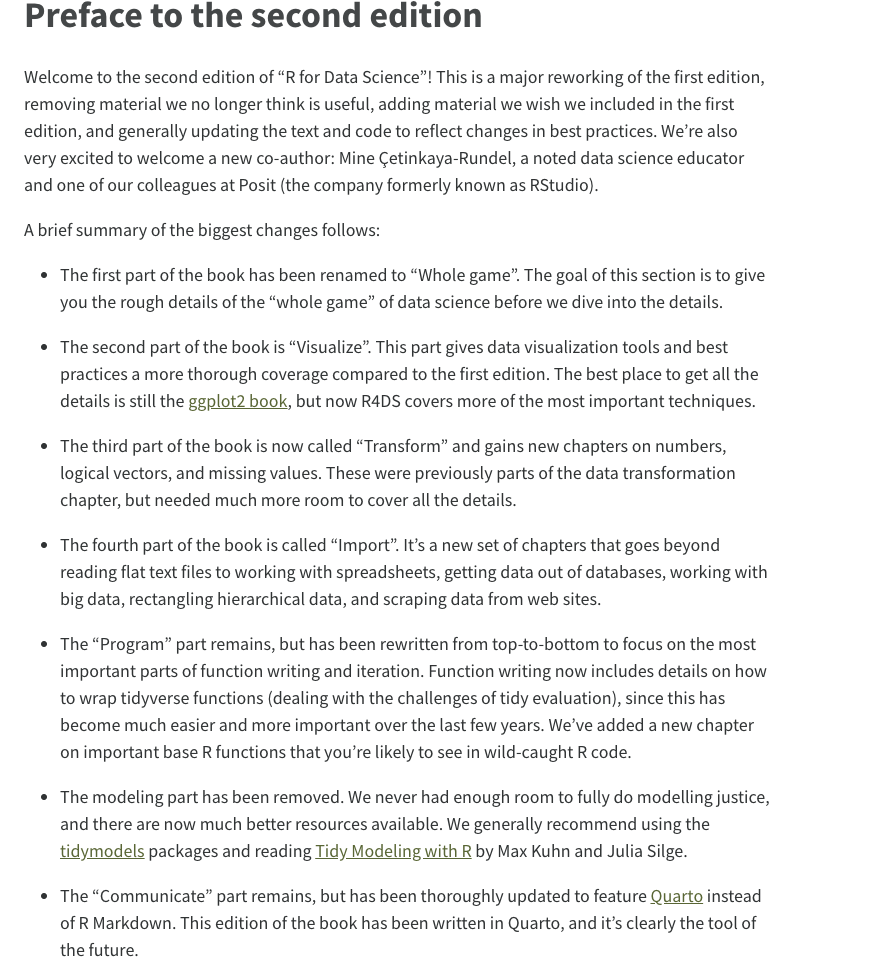 Preface to the second edition
Welcome to the second edition of “R for Data Science”! This is a major reworking of the first edition,
removing material we no longer think is useful, adding material we wish we included in the first
edition, and generally updating the text and code to reflect changes in best practices. We’re also
very excited to welcome a new co-author: Mine Çetinkaya-Rundel, a noted data science educator
and one of our colleagues at Posit (the company formerly known as RStudio).
A brief summary of the biggest changes follows:
• The first part of the book has been renamed to “Whole game”. The goal of this section is to give
you the rough details of the “whole game” of data science before we dive into the details.
• The second part of the book is “Visualize”. This part gives data visualization tools and best
practices a more thorough coverage compared to the first edition. The best place to get all the
details is still the ggplot2 book, but now R4DS covers more of the most important techniques.
• The third part of the book is now called “Transform” and gains new chapters on numbers,
logical vectors, and missing values. These were previously parts of the data transformation
chapter, but needed much more room to cover all the details.
• The fourth part of the book is called “Import”. It’s a new set of chapters that goes beyond
reading flat text files to working with spreadsheets, getting data out of databases, working with
big data, rectangling hierarchical data, and scraping data from web sites.
• The “Program” part remains, but has been rewritten from top-to-bottom to focus on the most
important parts of function writing and iteration. Function writing now includes details on how
to wrap tidyverse functions (dealing with the challenges of tidy evaluation), since this has
become much easier and more important over the last few years. We’ve added a new chapter
on important base R functions that you’re likely to see in wild-caught R code.
• The modeling part has been removed. We never had enough room to fully do modelling justice,
and there are now much better resources available. We generally recommend using the
tidymodels packages and reading Tidy Modeling with R by Max Kuhn and Julia Silge.
• The “Communicate” part remains, but has been thoroughly updated to feature Quarto instead
of R Markdown. This edition of the book has been written in Quarto, and it’s clearly the tool of
the future.